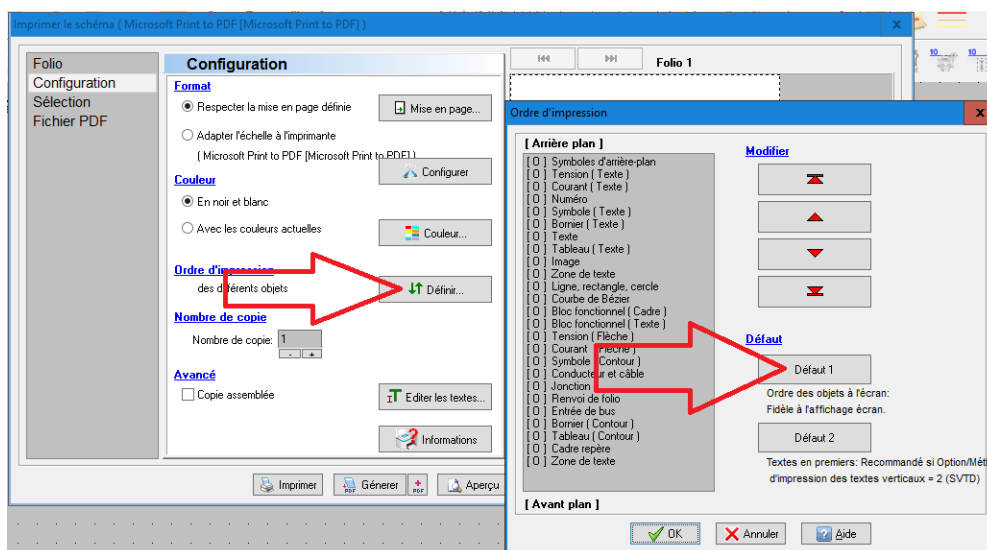 Imprimer le schéma ( Microsoft Print to PDF [Microsoft Print to PDF] )
x
Folio
Configuration
Sélection
Fichier PDF
Configuration
Format
Respecter la mise en page définie
Mise en page...
Adapter l'échelle à l'imprimante
( Microsoft Print to PDF [Microsoft Print to PDF] )
Configurer
Couleur
En noir et blanc
Avec les couleurs actuelles
Couleur...
Ordre d'impression
des différents objets
Définir...
Nombre de copie
Nombre de copie: 1
- +
Avancé
Copie assemblée
Editer les textes...
Informations
Imprimer
PDF
Génerer
+
PDF
Aperçu
Folio 1
10
10
Ordre d'impression
x
[ Arrière plan ]
[ 0 ] Symboles d'arrière-plan
[ 0 ] Tension ( Texte )
[ 0 ] Courant ( Texte )
[ 0 ] Numéro
[ 0 ] Symbole ( Texte )
[ 0 ] Bornier ( Texte )
[ 0 ] Texte
[ 0 ] Tableau ( Texte )
[ 0 ] Image
[ 0 ] Zone de texte
[ 0 ] Ligne, rectangle, cercle
[ 0 ] Courbe de Bézier
[ 0 ] Bloc fonctionnel ( Cadre )
[ 0 ] Bloc fonctionnel ( Texte )
[ 0 ] Tension ( Flèche )
[ 0 ] Courant ( Flèche )
[ 0 ] Symbole ( Contour )
[ 0 ] Conducteur et câble
[ 0 ] Jonction
[ 0 ] Renvoi de folio
[ 0 ] Entrée de bus
[ 0 ] Bornier ( Contour )
[ 0 ] Tableau ( Contour )
[ 0 ] Cadre repère
[ 0 ] Zone de texte
[ Avant plan ]
Modifier
Défaut
Défaut 1
Ordre des objets à l'écran:
Fidèle à l'affichage écran.
Défaut 2
Textes en premiers: Recommandé si Option/Mét
d'impression des textes verticaux = 2 (SVTD)
OK
Annuler
Aide